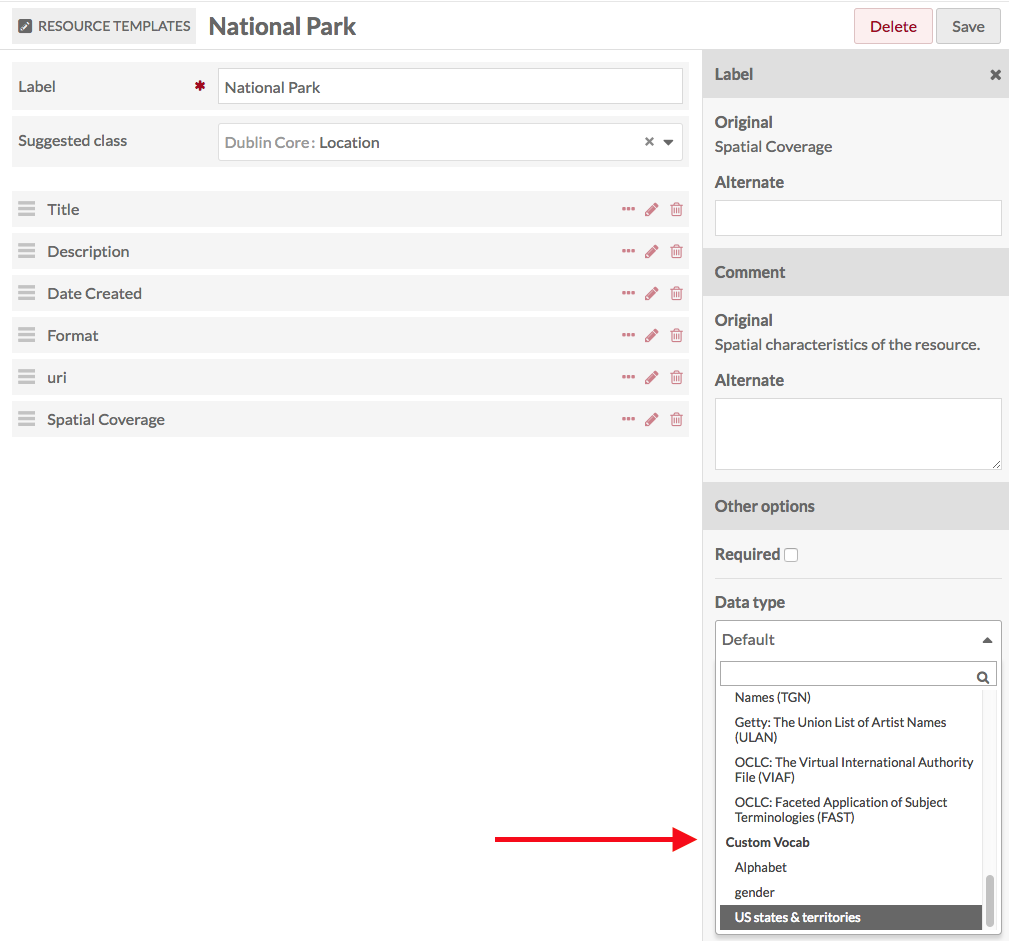 RESOURCE TEMPLATES
National Park
Delete
Save
Label
*
National Park
Suggested class
Dublin Core: Location
Title
Description
Date Created
Format
uri
Spatial Coverage
Label
Original
Spatial Coverage
Alternate
Comment
Original
Spatial characteristics of the resource.
Alternate
Other options
Required
Data type
Default
Names (TGN)
Getty: The Union List of Artist Names
(ULAN)
OCLC: The Virtual International Authority
File (VIAF)
OCLC: Faceted Application of Subject
Terminologies (FAST)
Custom Vocab
Alphabet
gender
US states & territories